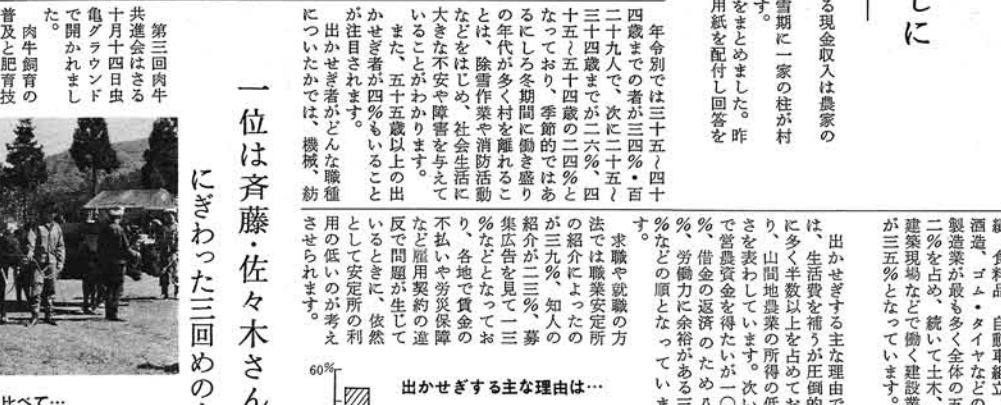 しに
る現金収入は農家の
をまとめました。昨
雪期に一家の柱が村
す。
用紙を配付し回答を
年令別では三十五～四十
四歳までの者が三四％・百
二十九人で、次に二十五～
三十四歳までが二六％、四
十五～五十四歳の二四％と
なっており、季節的ではあ
るにしろ冬期間に働き盛り
の年代が多く村を離れるこ
とは、除雪作業や消防活動
などをはじめ、社会生活に
大きな不安や障害を与えて
いることがわかります。
また、五十五歳以上の出
かせぎ者が四％もいること
が注目されます。
出かせぎ者がどんな職種
についたかでは、機械、紡
績、食料品、自動車組立、
酒造、ゴム・タイヤなどの
製造業が最も多く全体の五
二％を占め、続いて土木、
建築現場などで働く建設業
が三五％となっています。
出かせぎする主な理由で
は、生活費を補うが圧倒的
に多く半数以上を占めてお
り、山間地農業の所得の低
さを表わしています。次い
で営農資金を得たいが一〇
％、借金の返済のため八
％、労働力に余裕がある三
％などの順となっていま
す。
求職や就職の方
法では職業安定所
の紹介によったの
が三九％、知人の
紹介が二三％、募
集広告を見て一三
％などとなってお
り、各地で賃金の
不払いや労災保障
など雇用契約の違
反で問題が生じて
いるときに、依然
として安定所の利
用の低いのが考え
させられます。
出かせぎする主な理由は…
60%
一位は斉藤・佐々木さん
にぎわった三回めの
第三回肉牛
共進会はさる
十月十四日虫
亀グラウンド
で開かれまし
た。
肉牛飼育の
普及と肥育技
比べて…